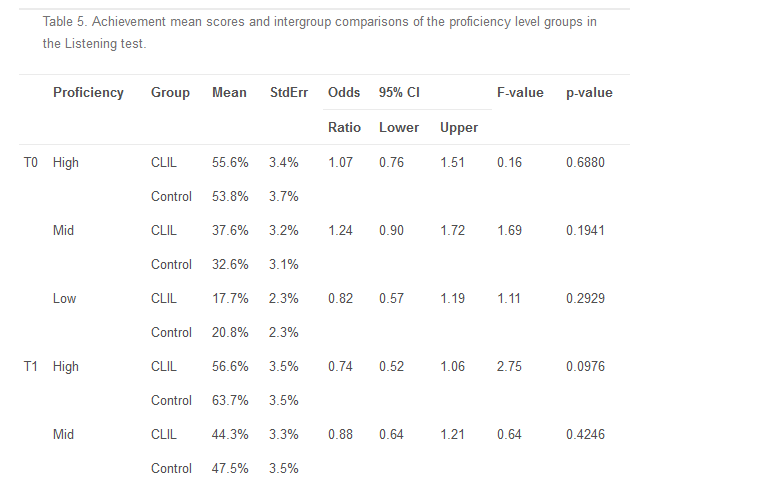 Table 5. Achievement mean scores and intergroup comparisons of the proficiency level groups in
the Listening test.
Proficiency Group Mean StdErr Odds 95% CI F-value p-value
Ratio Lower Upper
T0 High CLIL 55.6% 3.4% 1.07 0.76 1.51 0.16 0.6880
Control 53.8% 3.7%
Mid CLIL 37.6% 3.2% 1.24 0.90 1.72 1.69 0.1941
Control 32.6% 3.1%
Low CLIL 17.7% 2.3% 0.82 0.57 1.19 1.11 0.2929
Control 20.8% 2.3%
T1 High CLIL 56.6% 3.5% 0.74 0.52 1.06 2.75 0.0976
Control 63.7% 3.5%
Mid CLIL 44.3% 3.3% 0.88 0.64 1.21 0.64 0.4246
Control 47.5% 3.5%